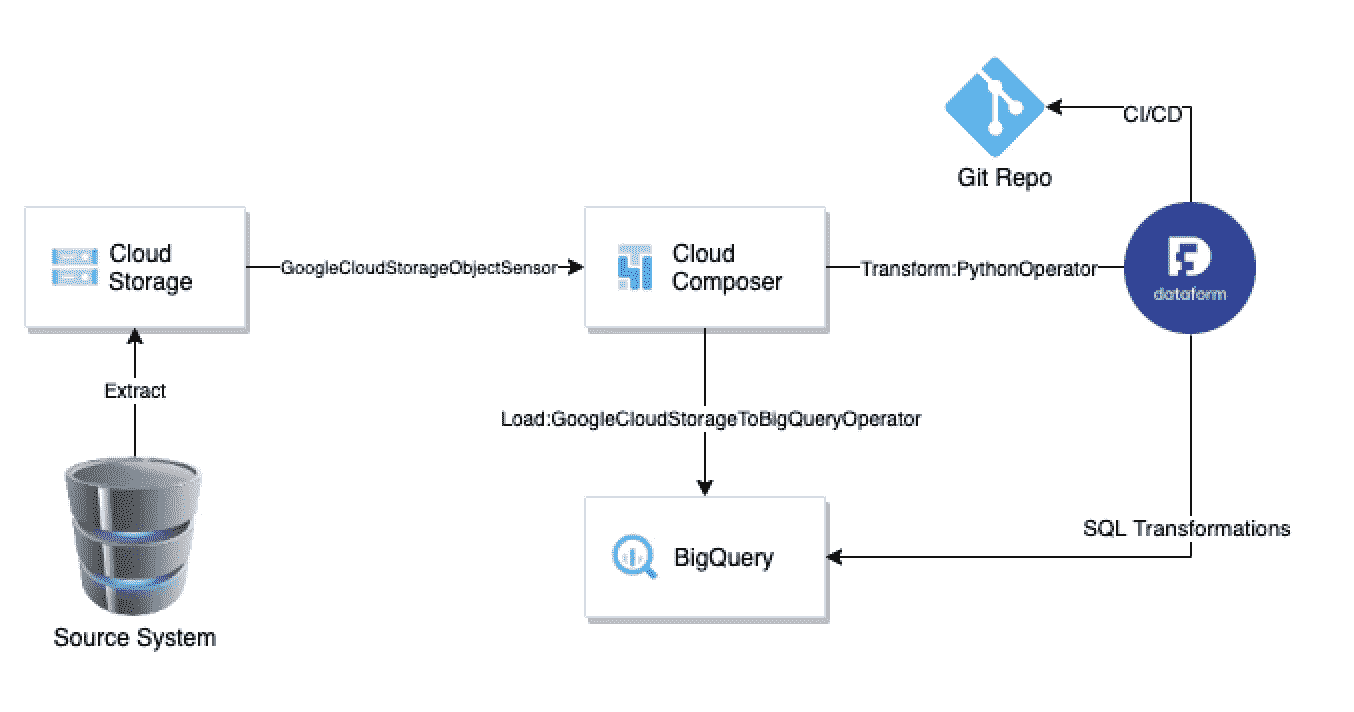 CI/CD
Git Repo
Cloud
Storage
GoogleCloudStorageObjectSensor
Cloud
Composer
Transform:PythonOperator
dataform
Extract
Load:GoogleCloudStorageToBigQueryOperator
SQL Transformations
BigQuery
Source System